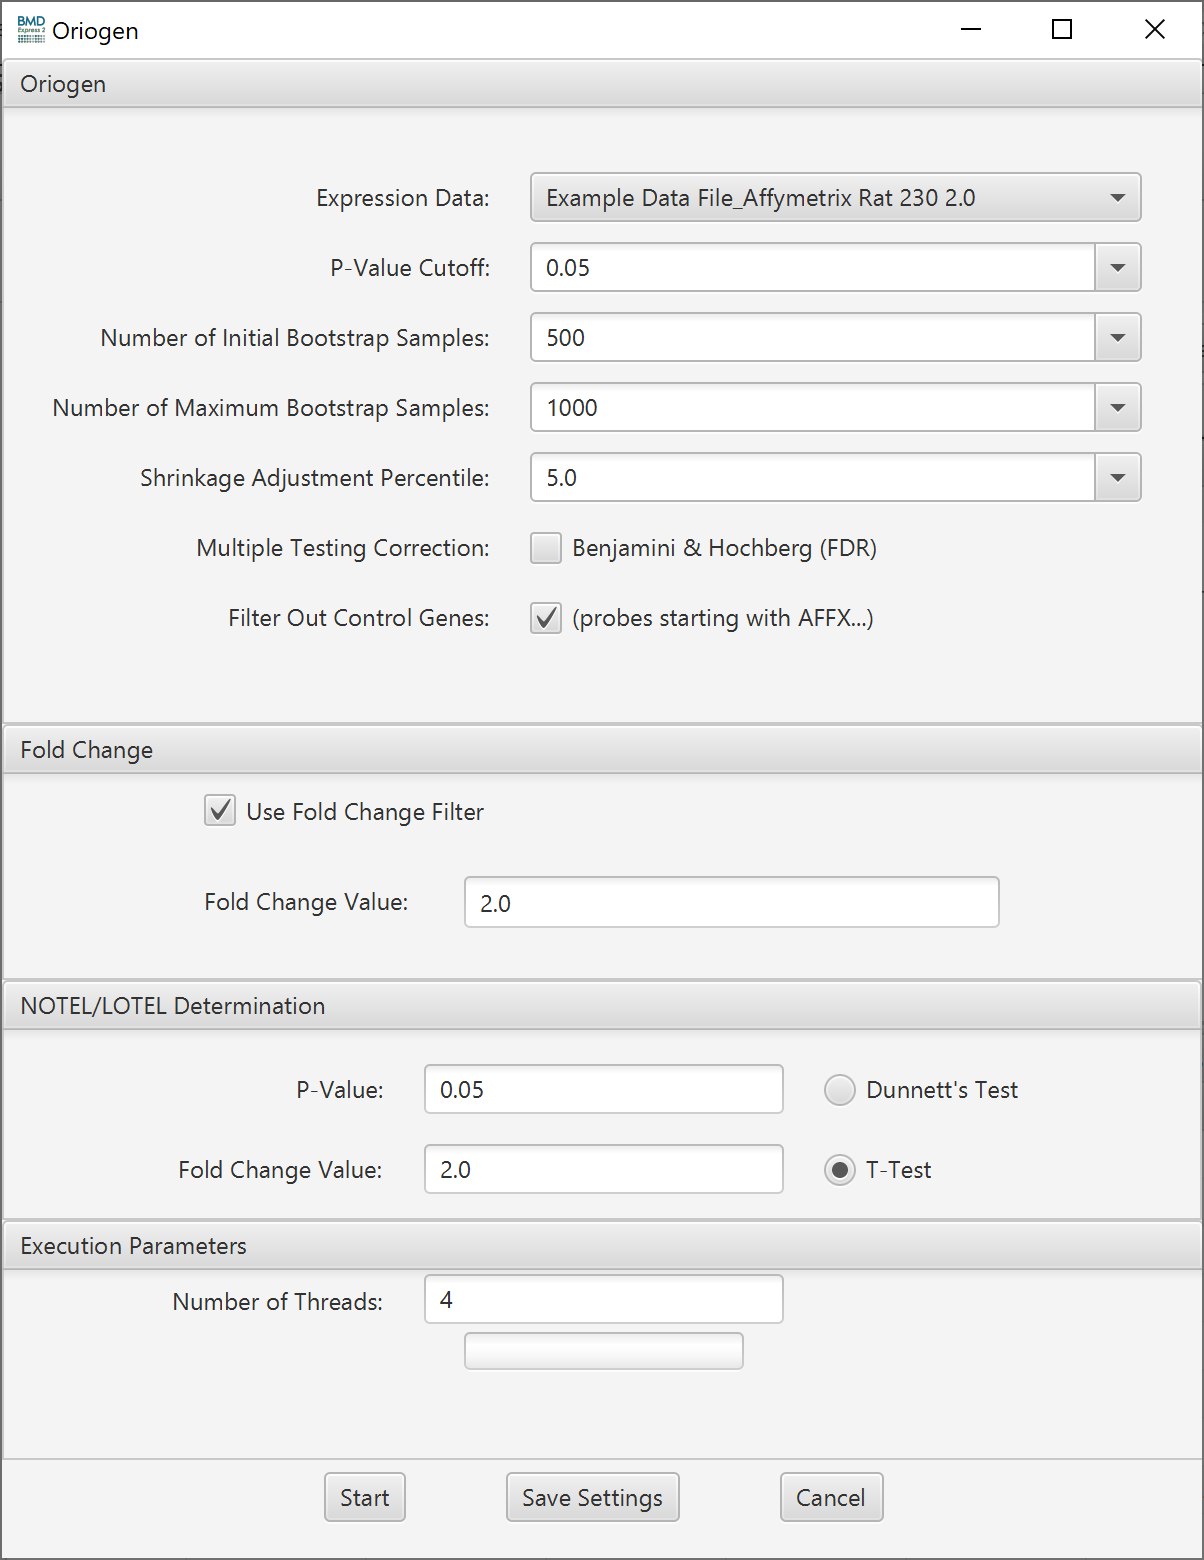 BMD
Express 2
Oriogen
Oriogen
Expression Data: Example Data File_Affymetrix Rat 230 2.0
P-Value Cutoff: 0.05
Number of Initial Bootstrap Samples: 500
Number of Maximum Bootstrap Samples: 1000
Shrinkage Adjustment Percentile: 5.0
Multiple Testing Correction: Benjamini & Hochberg (FDR)
Filter Out Control Genes: (probes starting with AFFX...)
Fold Change
Use Fold Change Filter
Fold Change Value: 2.0
NOTEL/LOTEL Determination
P-Value: 0.05 Dunnett's Test
Fold Change Value: 2.0 T-Test
Execution Parameters
Number of Threads: 4
Start Save Settings Cancel